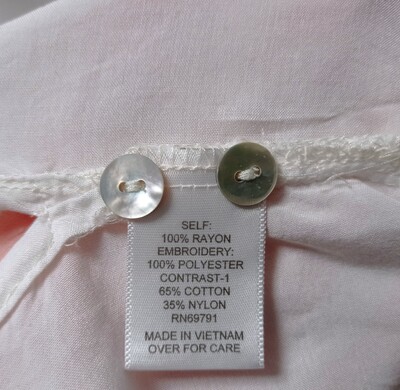 SELF:
100% RAYON
EMBROIDERY:
100% POLYESTER
CONTRAST-1
65% COTTON
35% NYLON
RN69791
MADE IN VIETNAM
OVER FOR CARE